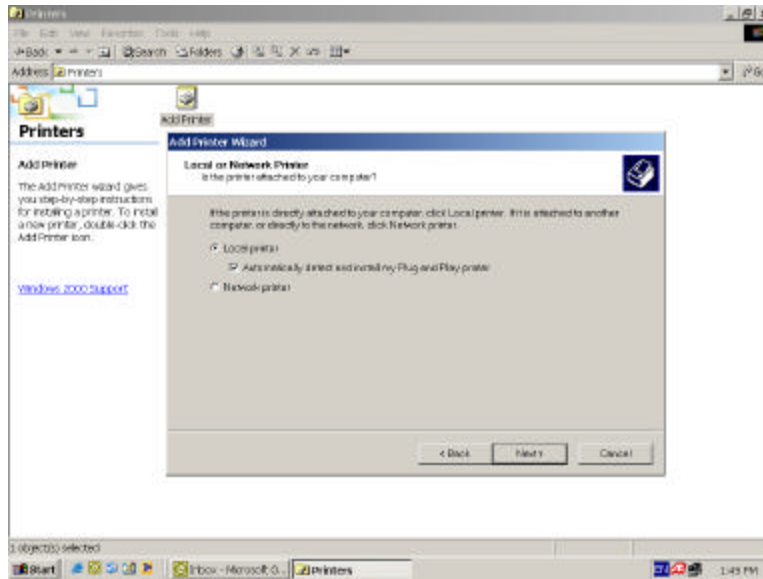 Printers
File Edit View Favorites Tools Help
Back Search Folders
Address Printers
Add Printer
Printers
Add Printer
The Add Printer wizard gives
you step-by-step instructions
for installing a printer. To install
a new printer, double-click the
Add Printer icon.
Windows 2000 Support
Add Printer Wizard
Local or Network Printer
Is the printer attached to your computer?
If the printer is directly attached to your computer, click Local printer. If it is attached to another
computer, or directly to the network, click Network printer.
Local printer
Automatically detect and install my Plug and Play printer
Network printer
< Back Next > Cancel
1 object(s) selected
Start Inbox - Microsoft O... Printers 1:45 PM